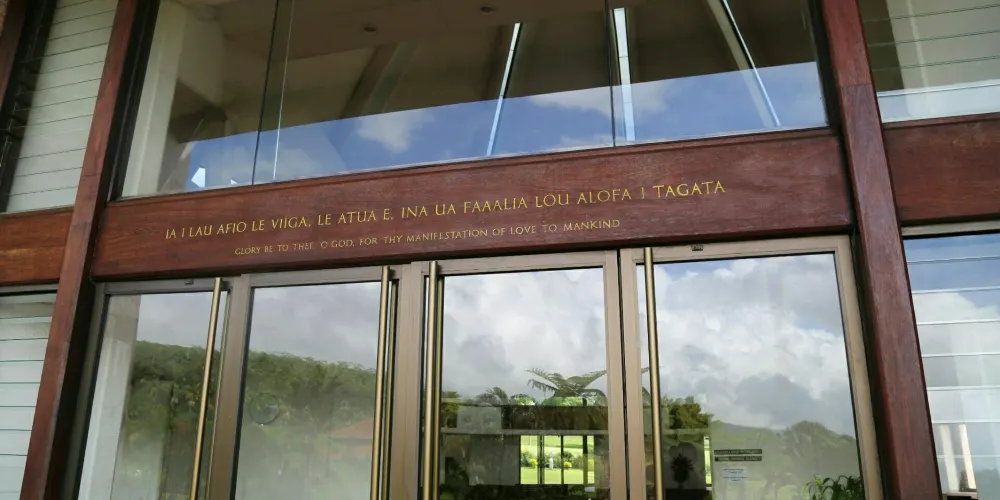 IA I LAU AFIO LE VIIGA, LE ATUA E, INA UA FAAALIA LOU ALOFA I TAGATA
GLORY BE TO THEE, O GOD, FOR THY MANIFESTATION OF LOVE TO MANKIND